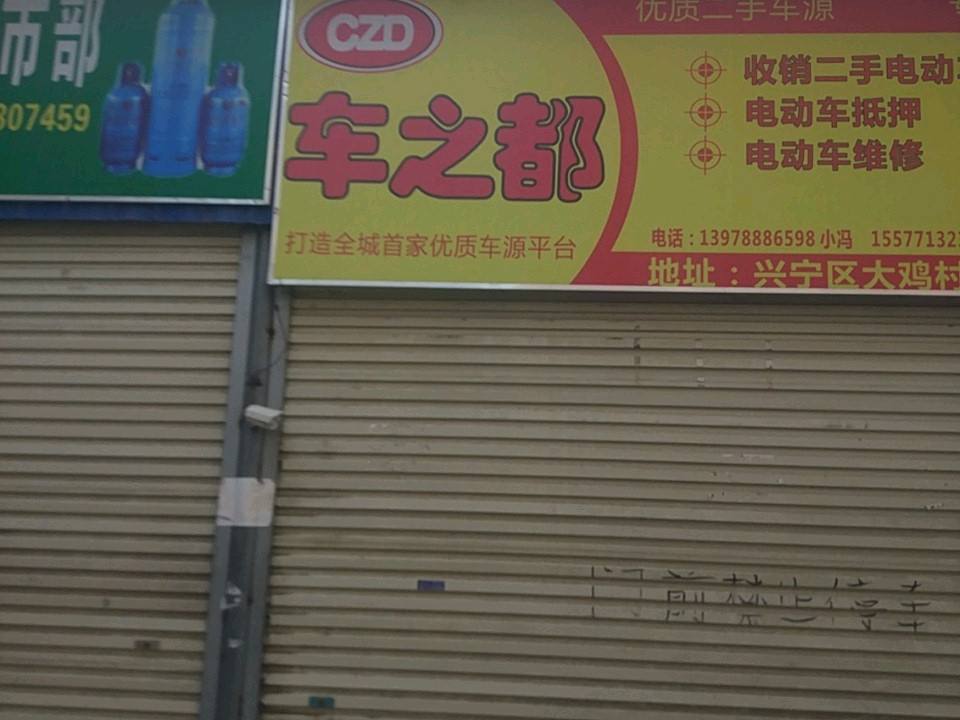 市部
807459
CZD
车之都
打造全城首家优质车源平台
优质二手车源
收销二手电动
电动车抵押
电动车维修
电话：13978886598 小冯 15577132
地址：兴宁区大鸡村
门前禁止停车